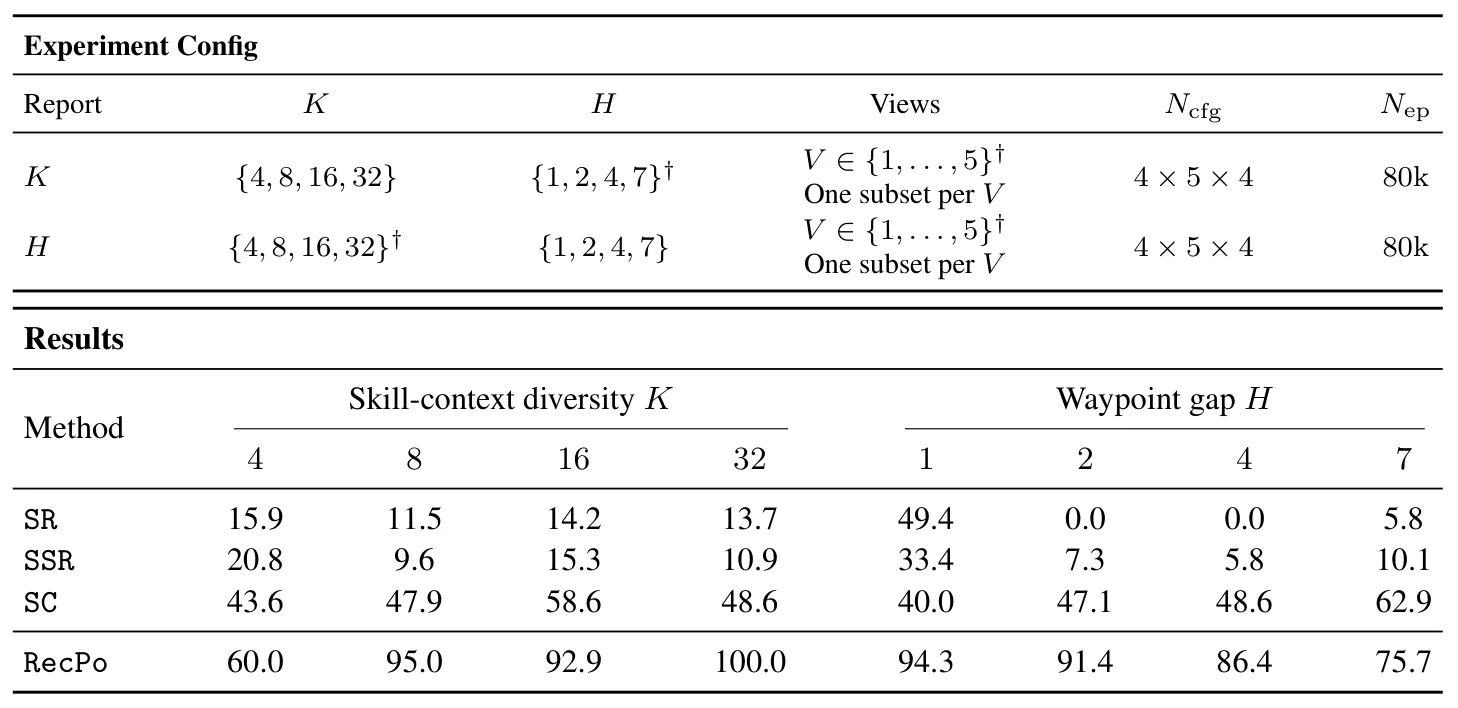 Experiment Config
Report K H Views N_cfg N_ep
K {4, 8, 16, 32} {1, 2, 4, 7}† V ∈ {1, . . . , 5}† 4 × 5 × 4 80k
One subset per V
H {4, 8, 16, 32}† {1, 2, 4, 7} V ∈ {1, . . . , 5}† 4 × 5 × 4 80k
One subset per V
Results
Method Skill-context diversity K Waypoint gap H
4 8 16 32 1 2 4 7
SR 15.9 11.5 14.2 13.7 49.4 0.0 0.0 5.8
SSR 20.8 9.6 15.3 10.9 33.4 7.3 5.8 10.1
SC 43.6 47.9 58.6 48.6 40.0 47.1 48.6 62.9
RecPo 60.0 95.0 92.9 100.0 94.3 91.4 86.4 75.7